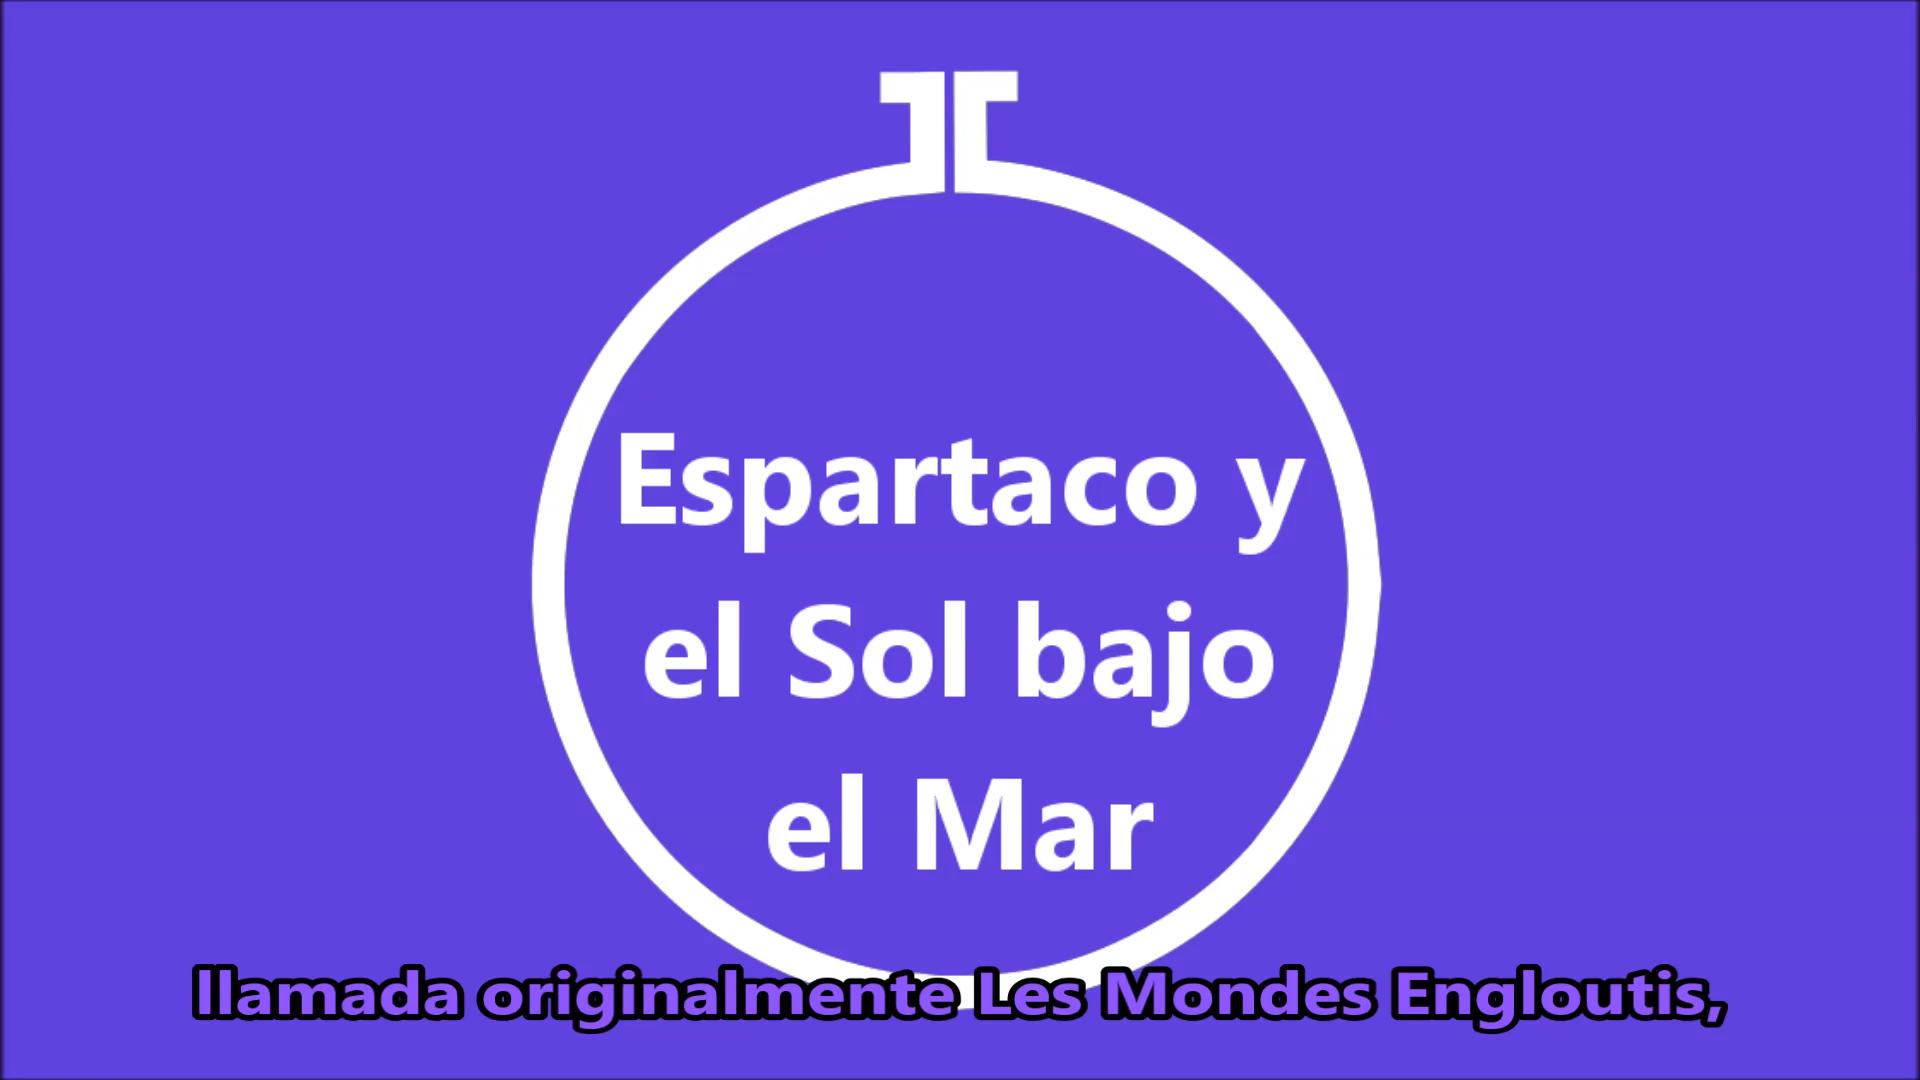 Espartaco y
el Sol bajo
el Mar
llamada originalmente Les Mondes Engloutis,